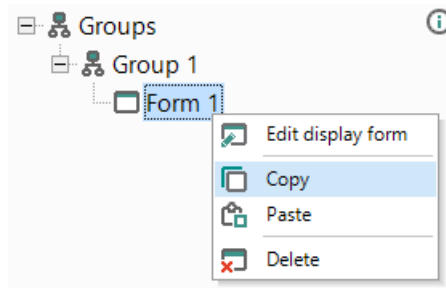 Groups
Group 1
Form 1
Edit display form
Copy
Paste
Delete